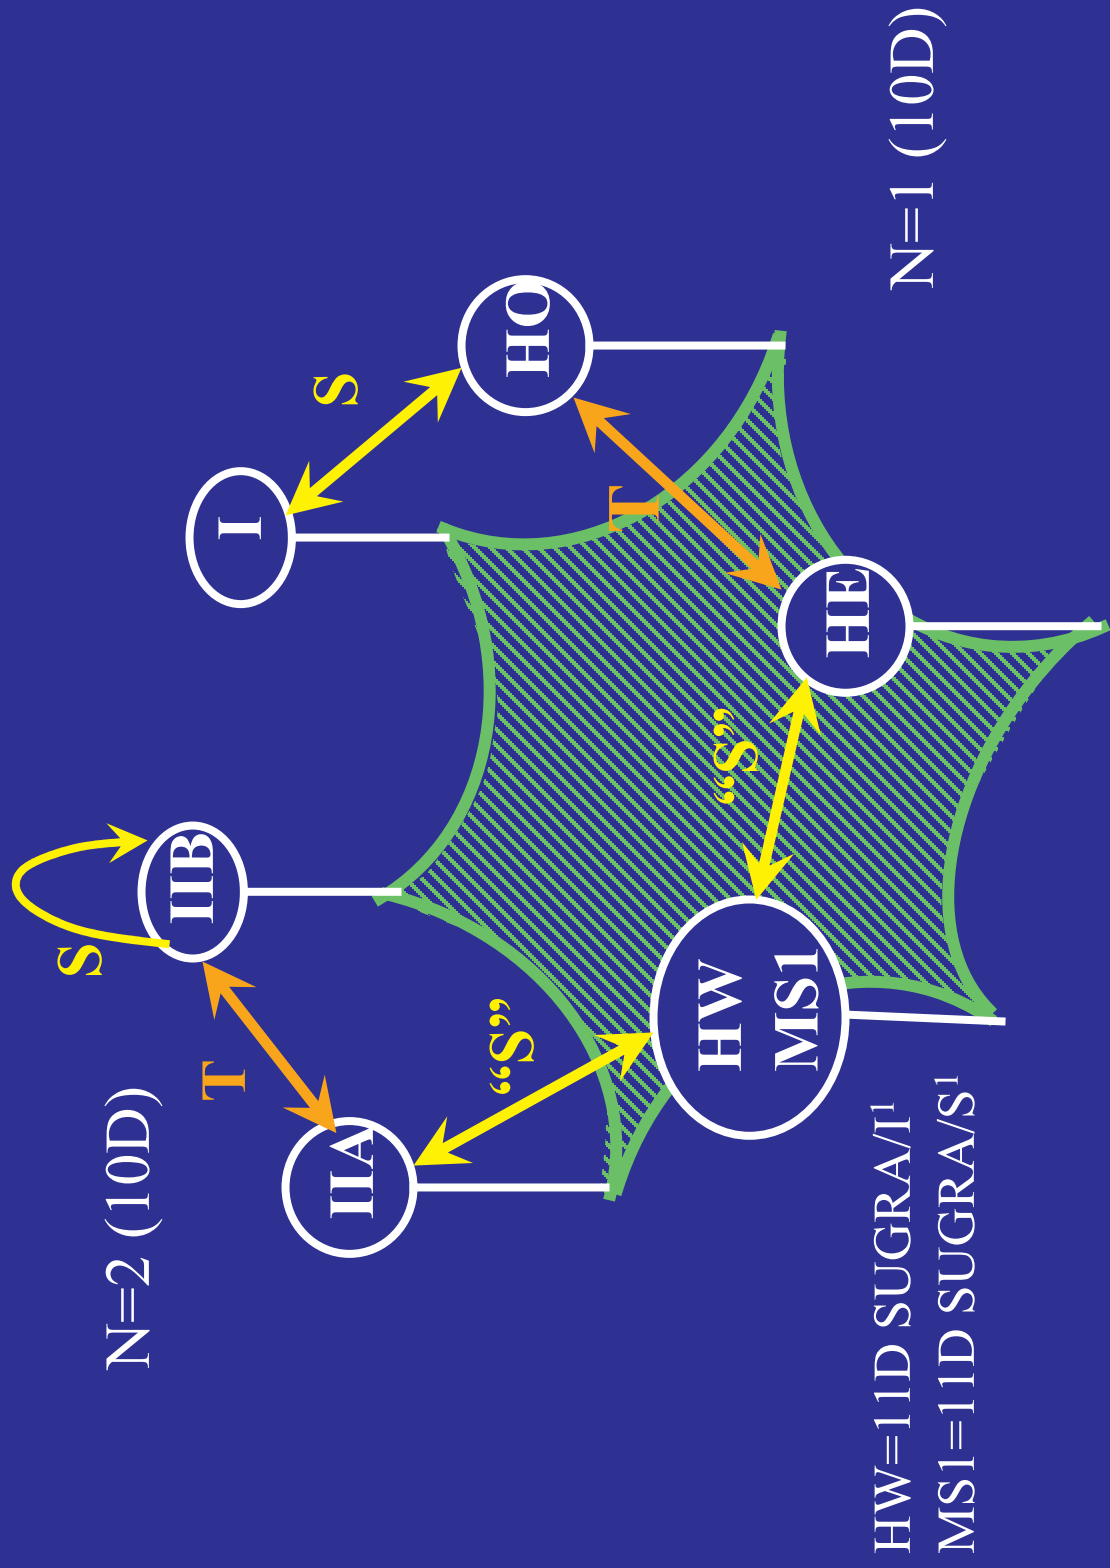 S
N=2 (10D)
IIB
T
I
S
IIA
“S”
HO
T
HW
MS1
“S”
HE
HW=11D SUGRA/I¹
N=1 (10D)
MS1=11D SUGRA/S¹